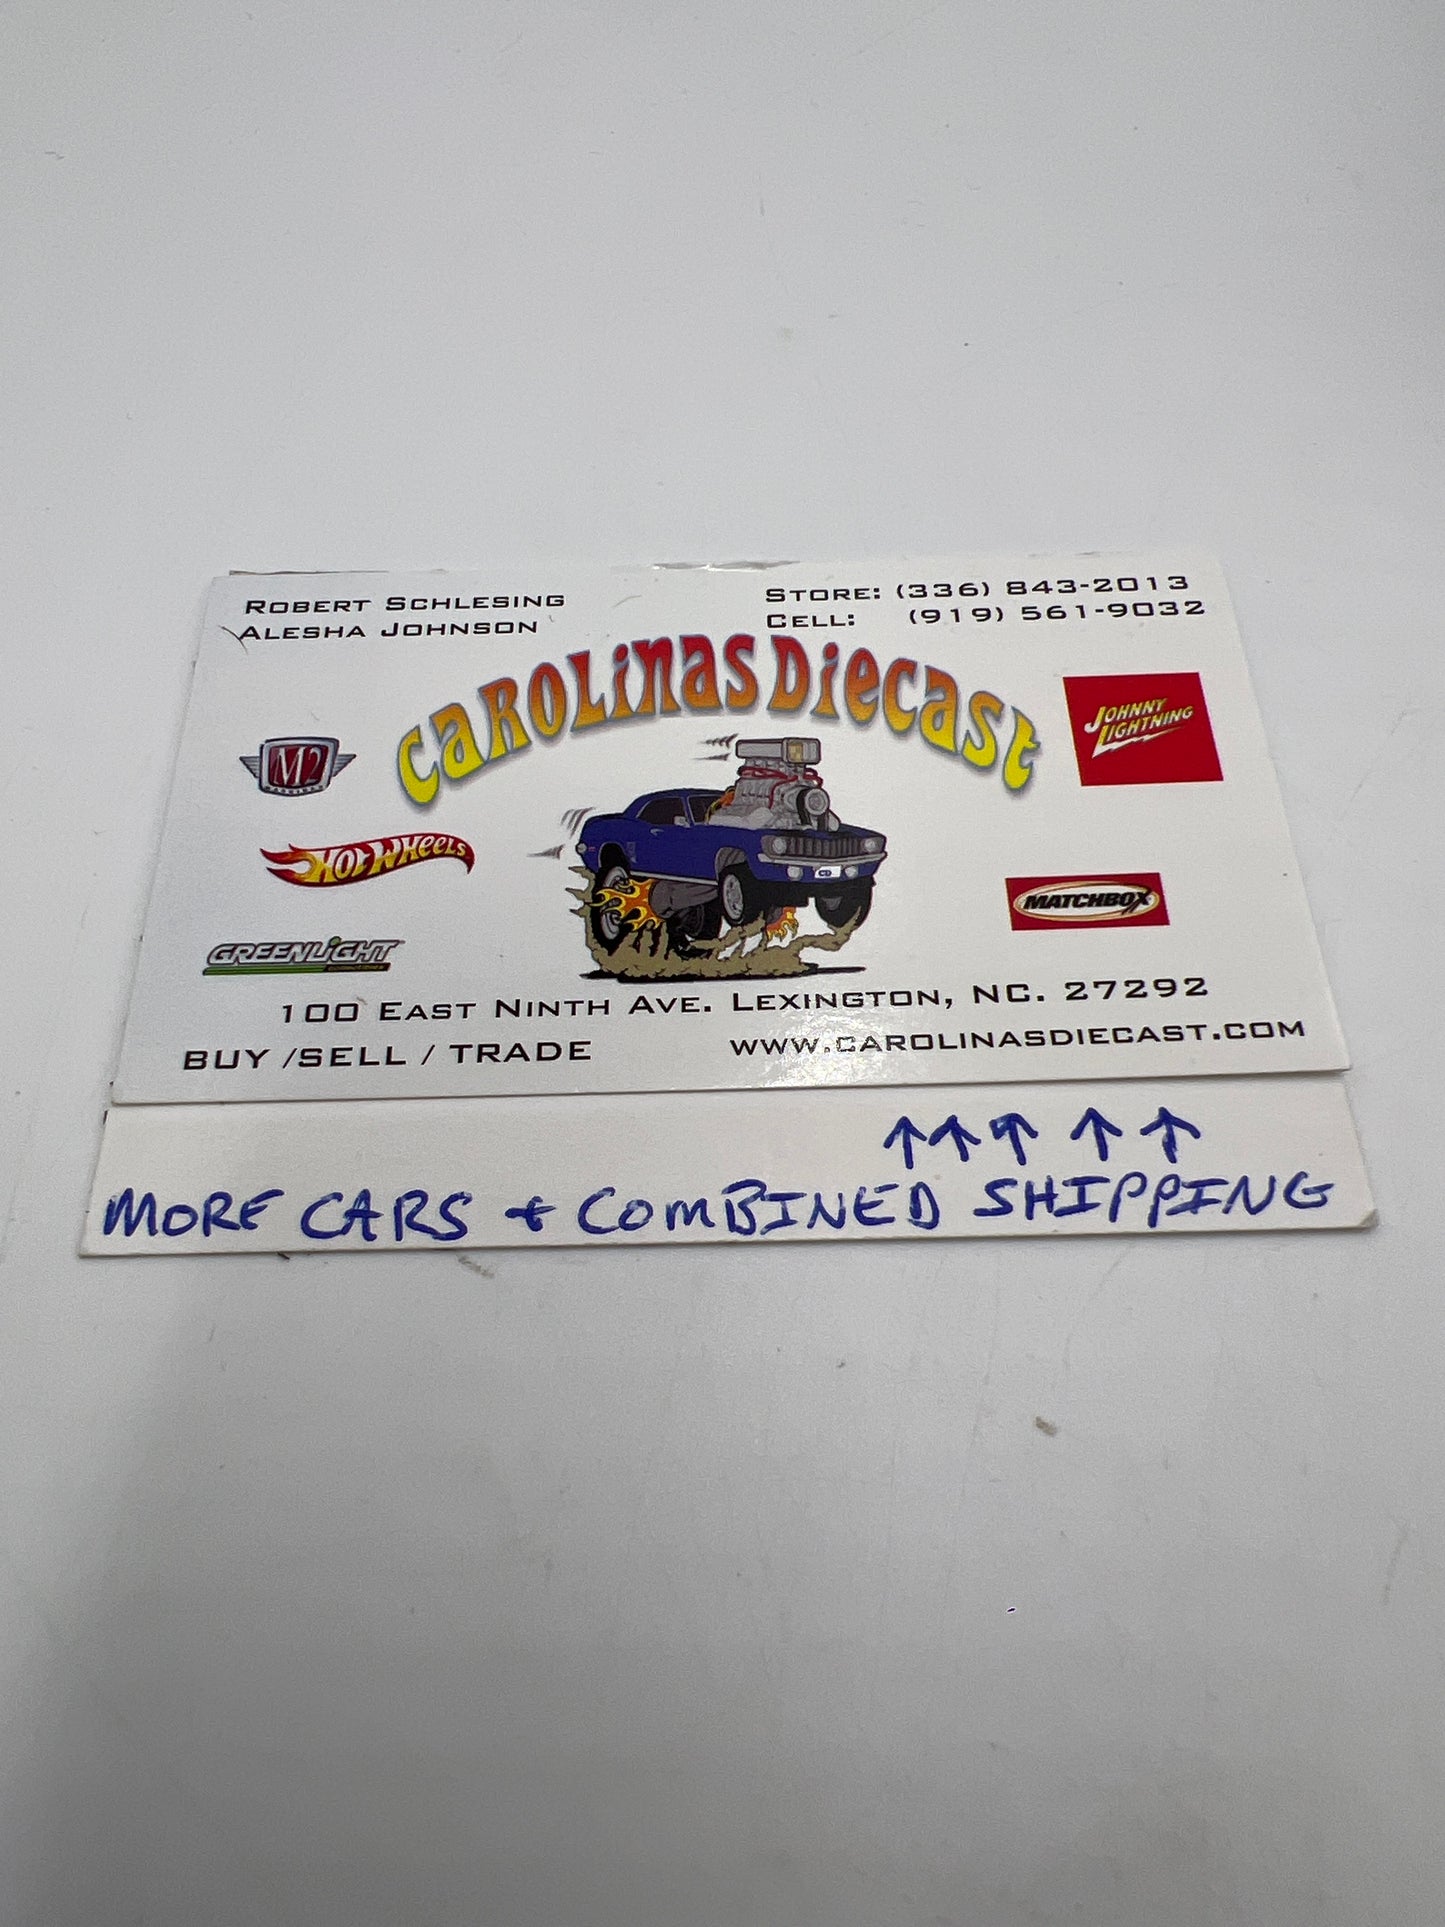 Robert Schlesing
Alesha Johnson
Store: (336) 843-2013
Cell: (919) 561-9032
Carolinas Diecast
M2
MACHINES
JOHNNY
LIGHTNING
HOT WHEELS
MATCHBOX
GREENLIGHT
CD
100 East Ninth Ave. Lexington, NC. 27292
BUY /SELL / TRADE
www.carolinasdiecast.com
↑ ↑ ↑ ↑ ↑
MORE CARS + COMBINED SHIPPING